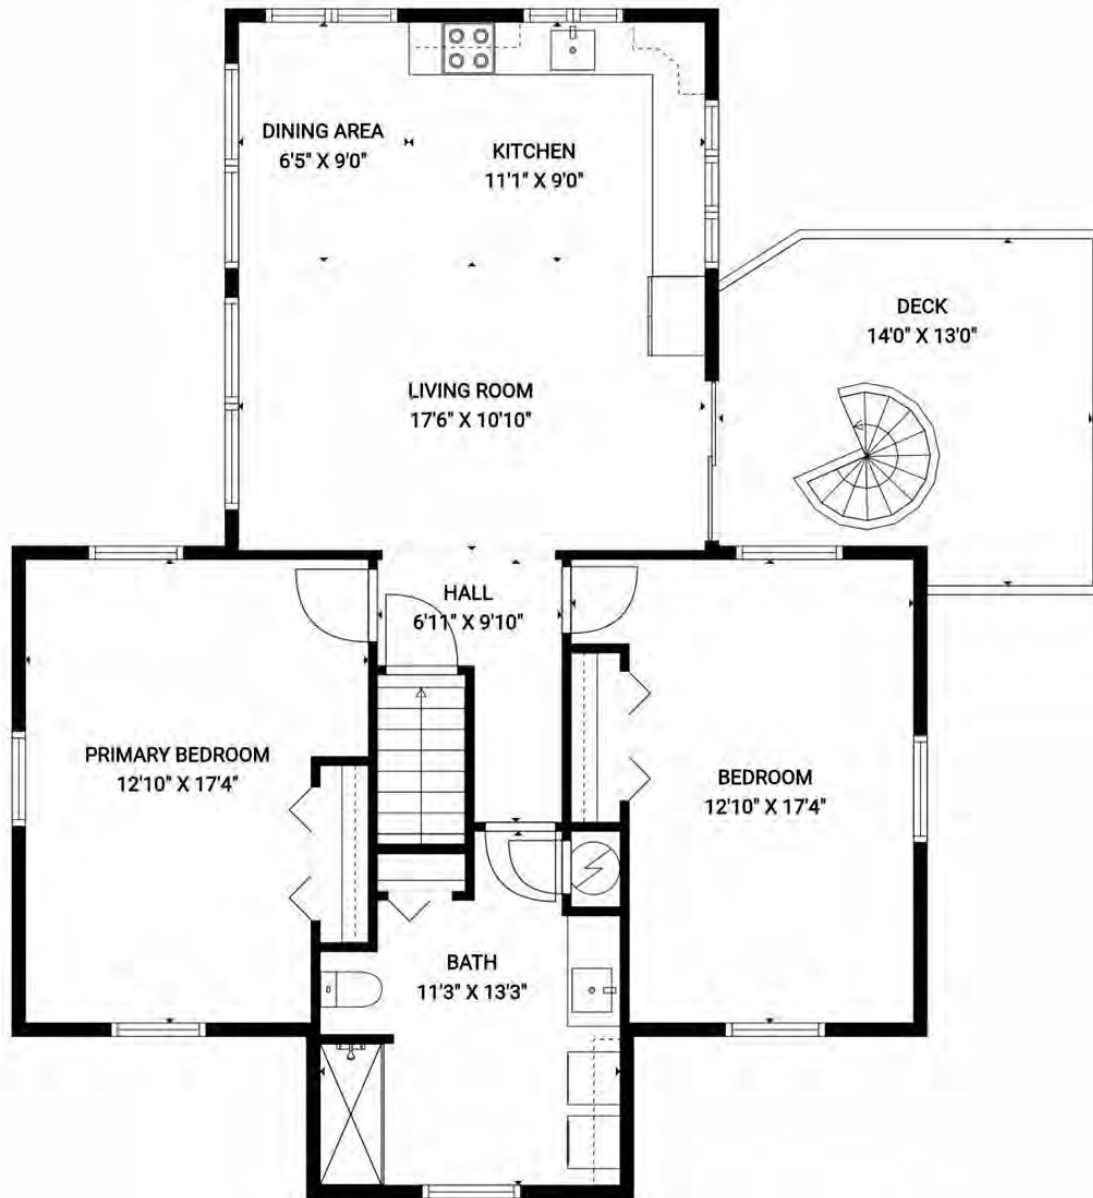 DINING AREA
6'5" X 9'0"
KITCHEN
11'1" X 9'0"
DECK
14'0" X 13'0"
LIVING ROOM
17'6" X 10'10"
HALL
6'11" X 9'10"
PRIMARY BEDROOM
12'10" X 17'4"
BEDROOM
12'10" X 17'4"
BATH
11'3" X 13'3"